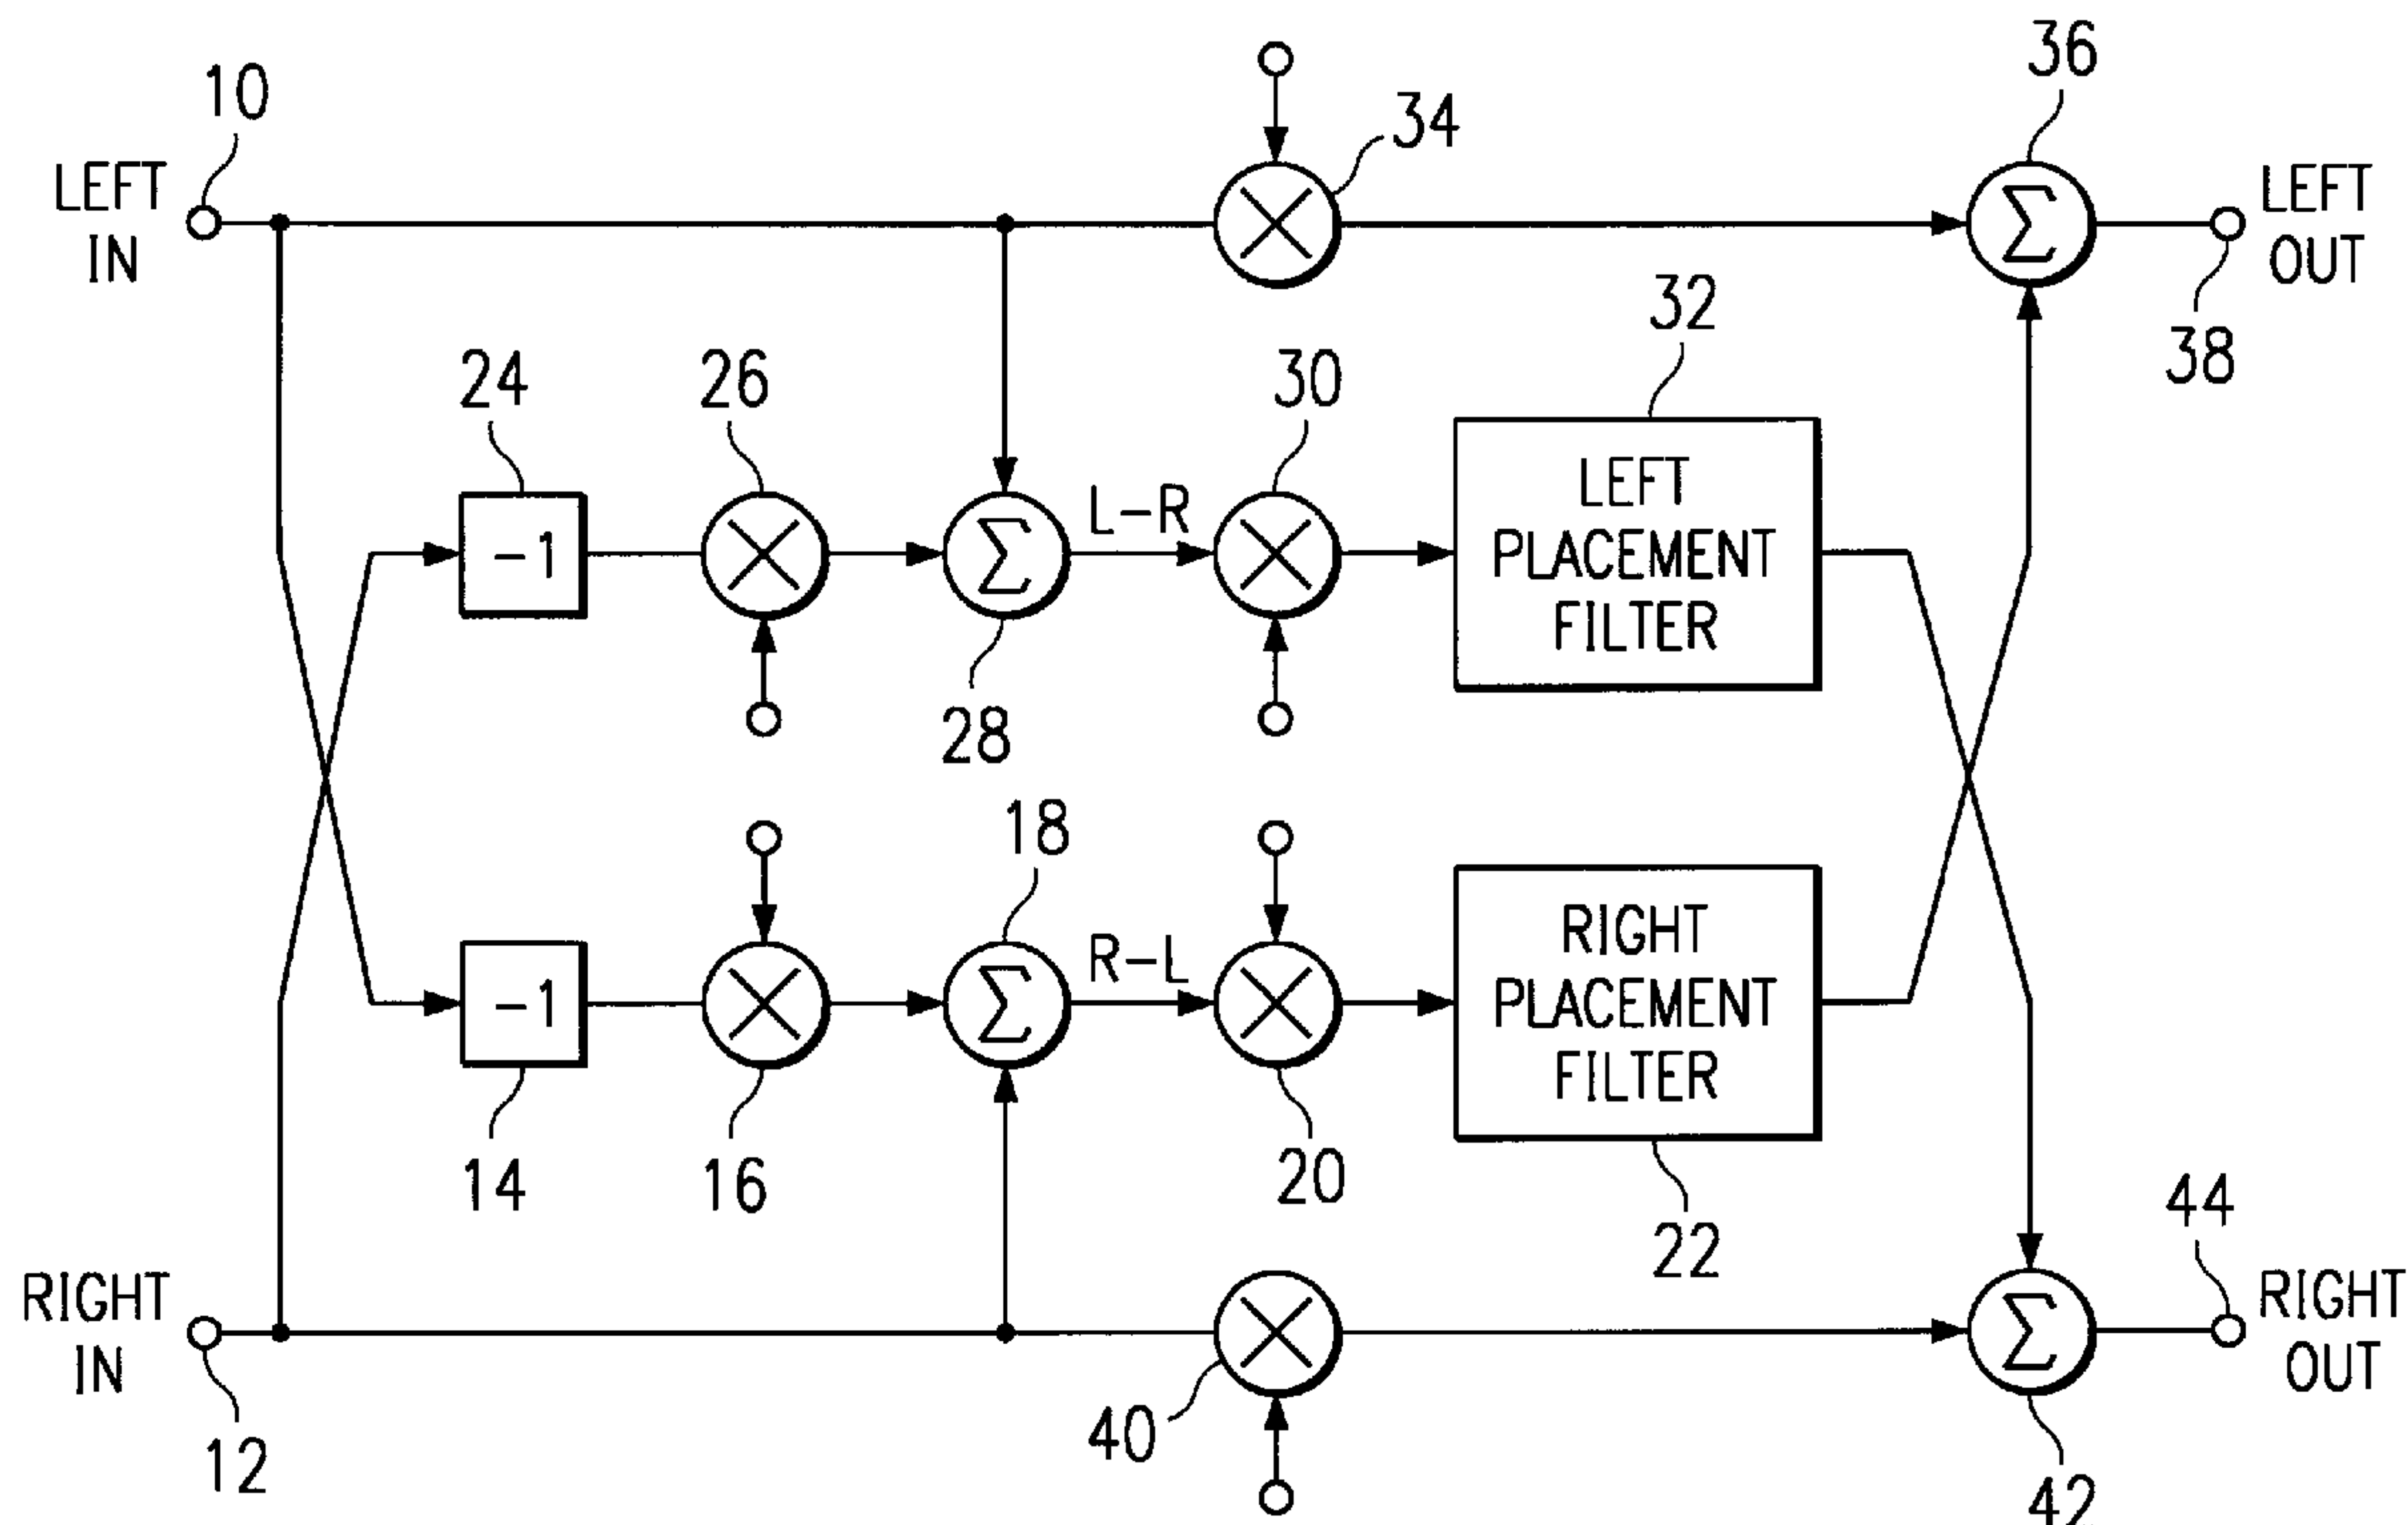 10
LEFT
IN
34
36
LEFT
OUT
38
24
-1
26
Σ
28
L-R
30
32
LEFT
PLACEMENT
FILTER
Σ
14
-1
16
18
Σ
R-L
20
RIGHT
PLACEMENT
FILTER
22
RIGHT
IN
12
40
Σ
42
44
RIGHT
OUT